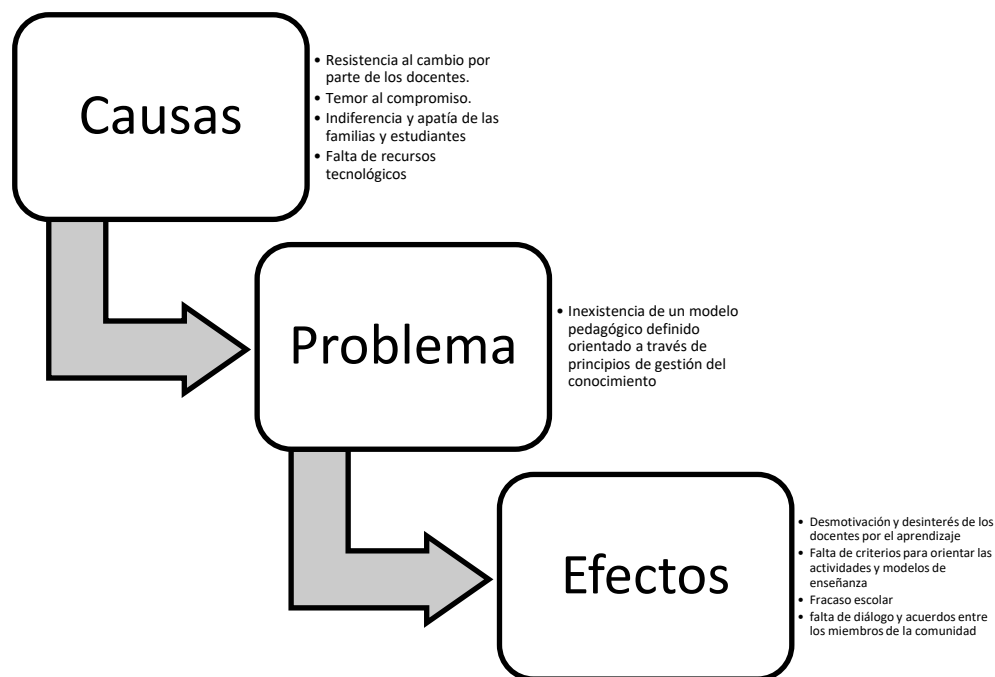 Causas
• Resistencia al cambio por
parte de los docentes.
• Temor al compromiso.
• Indiferencia y apatía de las
familias y estudiantes
• Falta de recursos
tecnológicos
Problema
• Inexistencia de un modelo
pedagógico definido
orientado a través de
principios de gestión del
conocimiento
Efectos
• Desmotivación y desinterés de los
docentes por el aprendizaje
• Falta de criterios para orientar las
actividades y modelos de
enseñanza
• Fracaso escolar
• falta de diálogo y acuerdos entre
los miembros de la comunidad